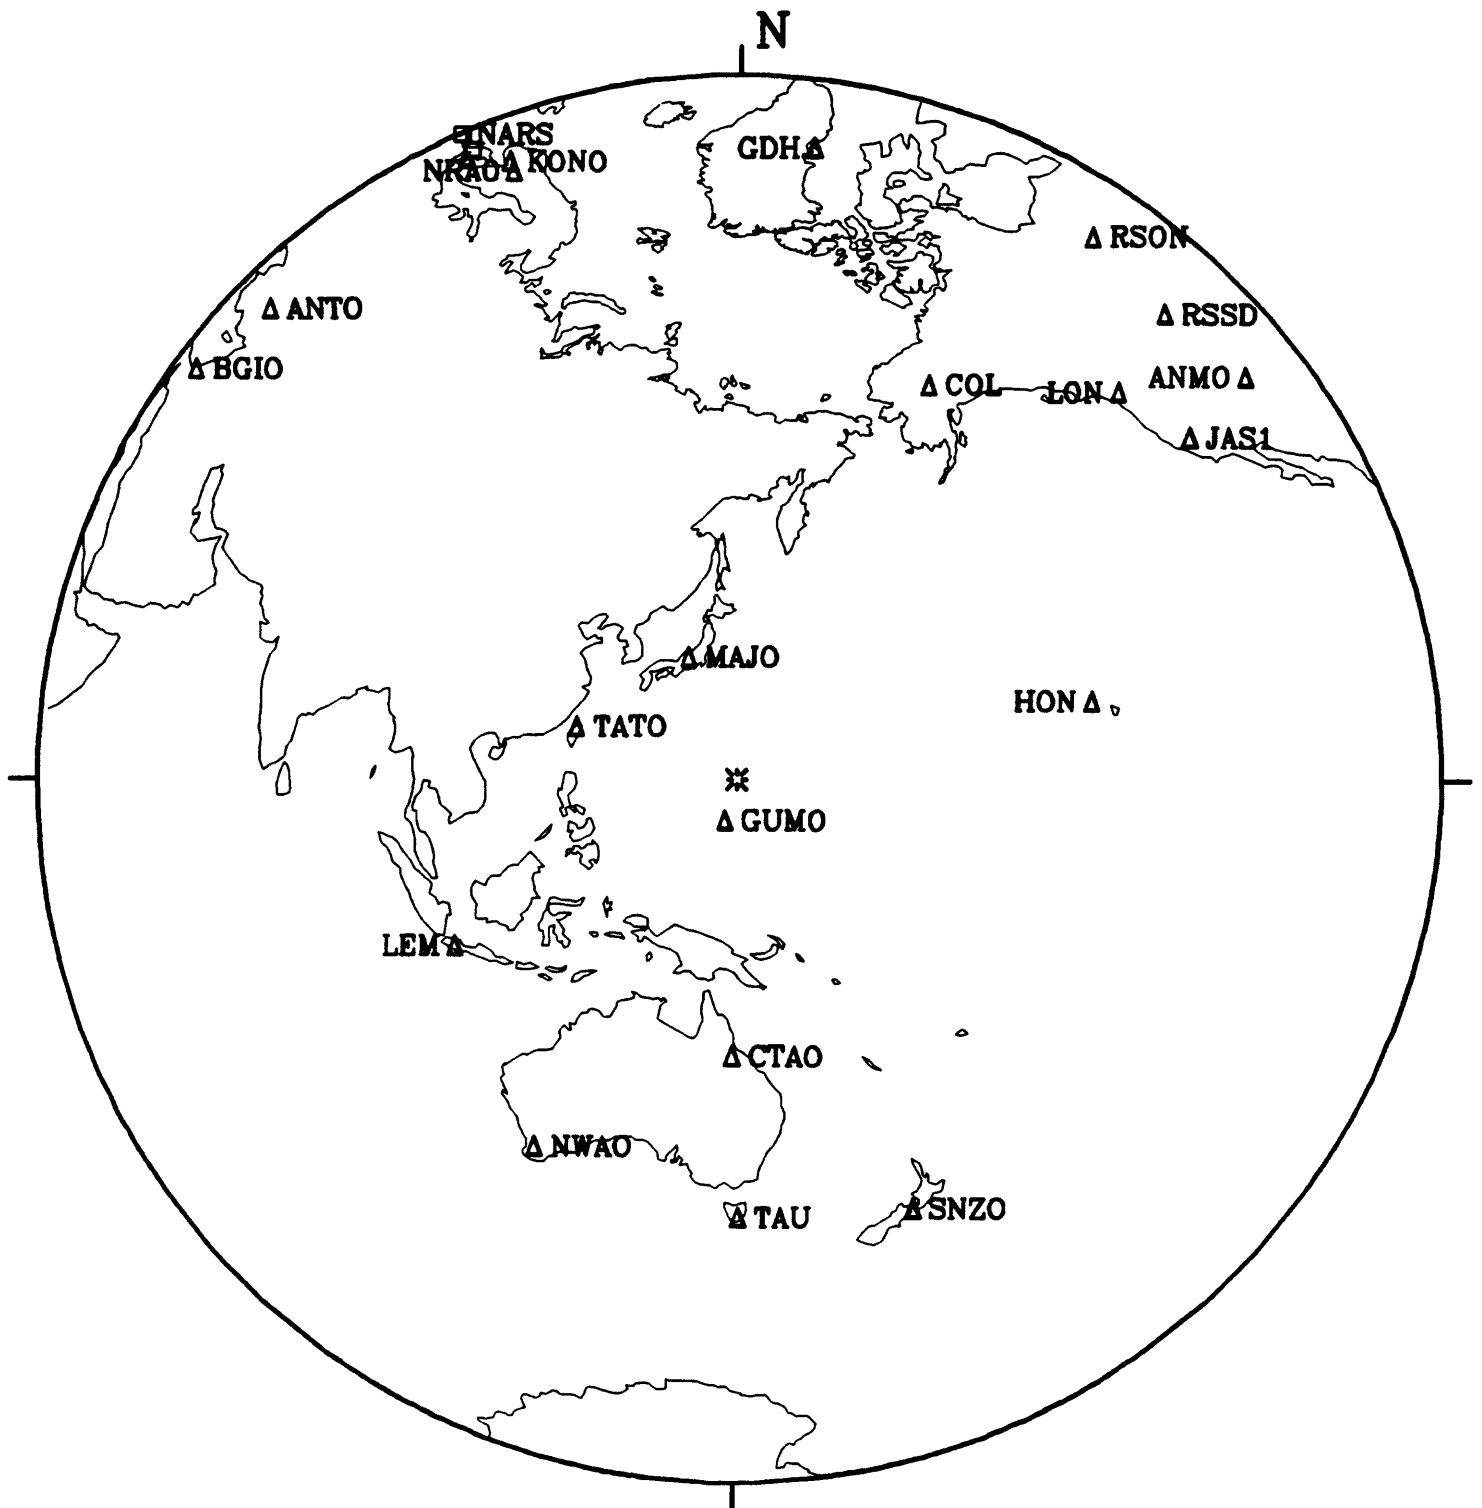 N
NARS
KONO
NRAO
GDH
RSON
ANTO
RSSD
BGIO
COL
LON
ANMO
JAS1
MAJO
HON
TATO
GUMO
LEM
CTAO
NWAO
TAU
SNZO